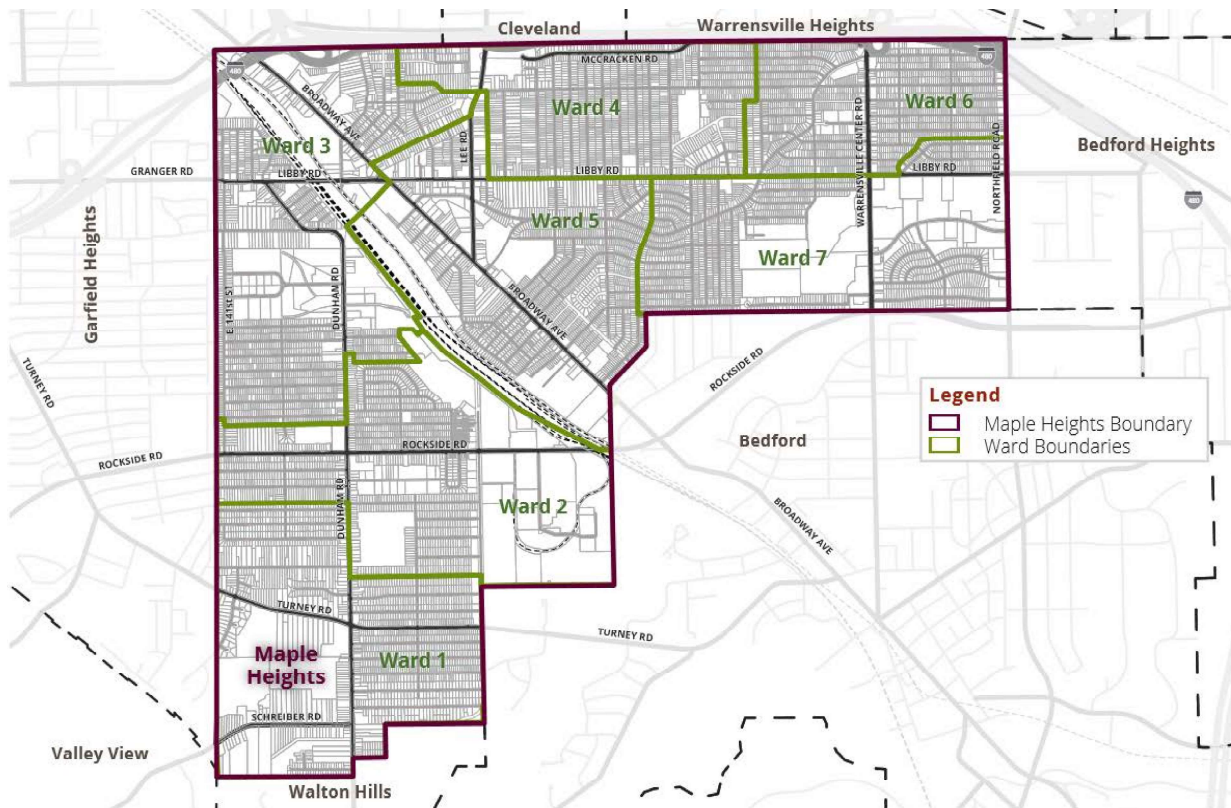 Cleveland
Warrensville Heights
480
MCCRACKEN RD
480
BROADWAY AVE
Ward 4
Ward 6
WARRENSVILLE CENTER RD
LEE RD
Ward 3
NORTHFIELD ROAD
Bedford Heights
GRANGER RD
LIBBY RD
LIBBY RD
LIBBY RD
480
Garfield Heights
Ward 5
Ward 7
DUNHAN RD
E 141st S1
BROADWAY AVE
TURNEY RD
ROCKSIDE RD
Legend
Maple Heights Boundary
Ward Boundaries
ROCKSIDE RD
ROCKSIDE RD
Bedford
DUNHAM RD
Ward 2
BROADWAY AVE
TURNEY RD
TURNEY RD
Maple
Heights
Ward 1
SCHREIBER RD
Valley View
Walton Hills